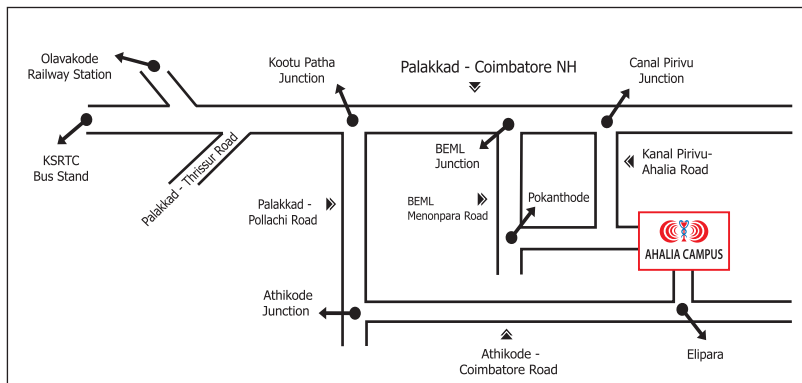 Olavakode
Railway Station
Kootu Patha
Junction
Palakkad - Coimbatore NH
Canal Pirivu
Junction
KSRTC
Bus Stand
Palakkad - Thrissur Road
BEML
Junction
Kanal Pirivu-
Ahalia Road
Palakkad -
Pollachi Road
BEML
Menonpara Road
Pokanthode
AHALIA CAMPUS
Athikode
Junction
Athikode -
Coimbatore Road
Elipara